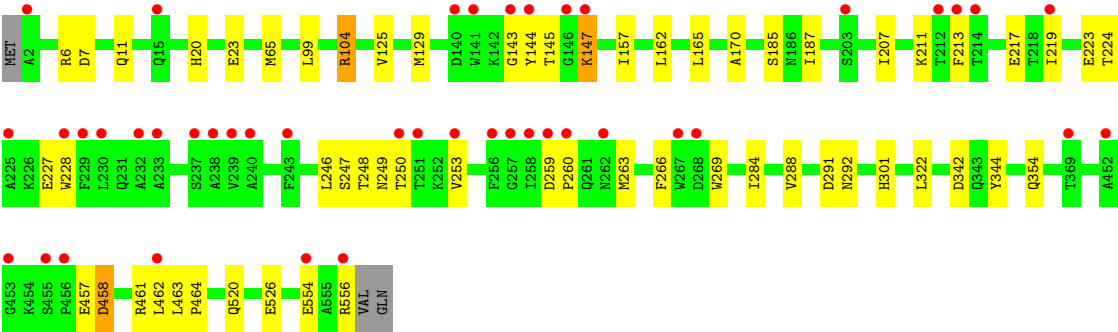 MET A2 R6 D7 Q11 Q15 H20 E23 M65 L99 R104 V125 M129 D140 W141 K142 G143 Y144 T145 G146 K147 I157 L162 L165 A170 S185 N186 I187 S203 I207 K211 T212 F213 T214 E217 T218 I219 E223 T224
A225 K226 E227 W228 F229 L230 Q231 A232 A233 S237 A238 V239 A240 F243 L246 S247 T248 N249 T250 T251 K252 V253 F256 G257 I258 D259 P260 Q261 N262 M263 F266 W267 D268 W269 I284 V288 D291 N292 H301 L322 D342 Q343 Y344 Q354 T369 A452
G453 K454 S455 P456 E457 D458 R461 L462 L463 P464 Q520 E526 E554 A555 R556 VAL GLN